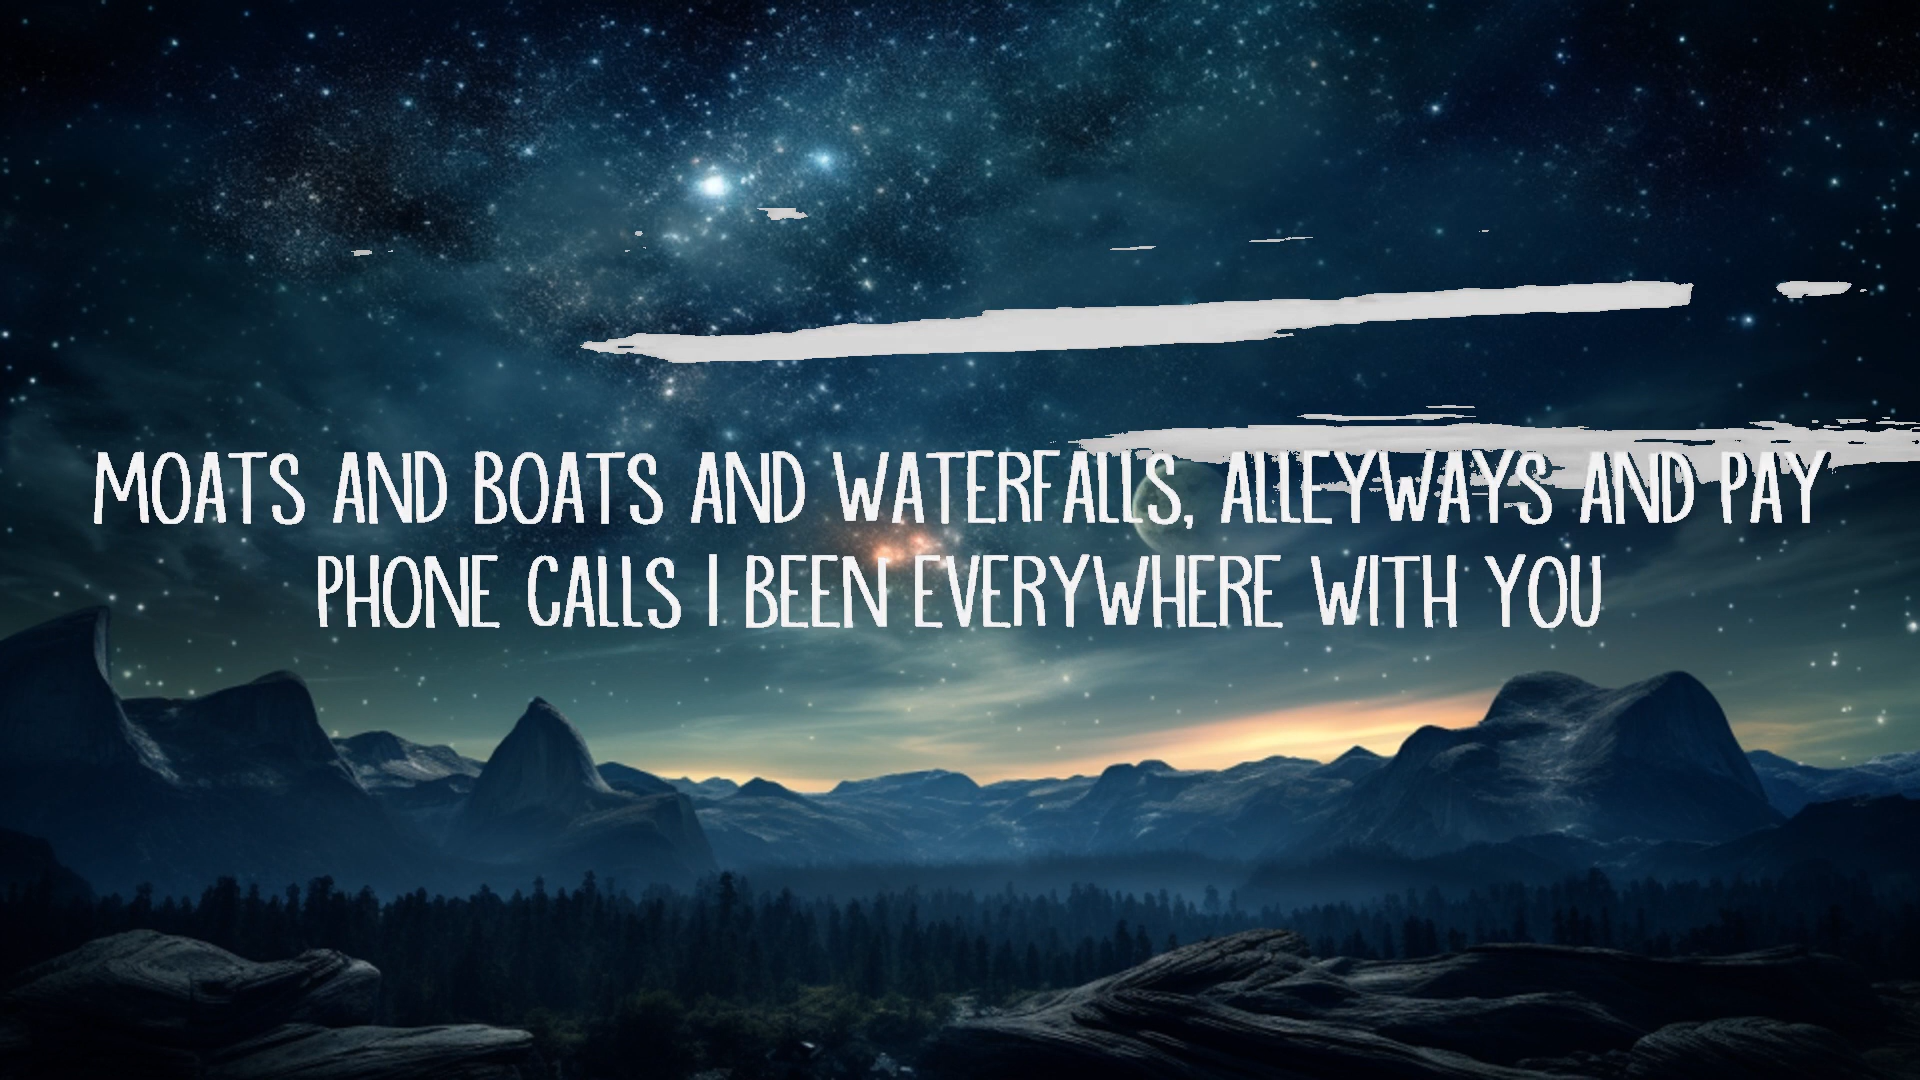 MOATS AND BOATS AND WATERFALLS, ALLEYWAYS AND PAY
PHONE CALLS I BEEN EVERYWHERE WITH YOU